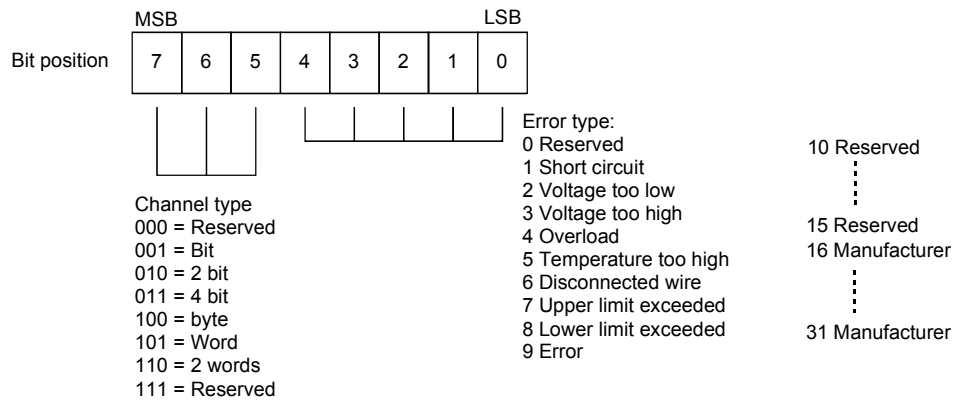 MSB LSB
Bit position 7 6 5 4 3 2 1 0
Error type:
0 Reserved
1 Short circuit
2 Voltage too low
3 Voltage too high
4 Overload
5 Temperature too high
6 Disconnected wire
7 Upper limit exceeded
8 Lower limit exceeded
9 Error
10 Reserved
15 Reserved
16 Manufacturer
31 Manufacturer
Channel type
000 = Reserved
001 = Bit
010 = 2 bit
011 = 4 bit
100 = byte
101 = Word
110 = 2 words
111 = Reserved